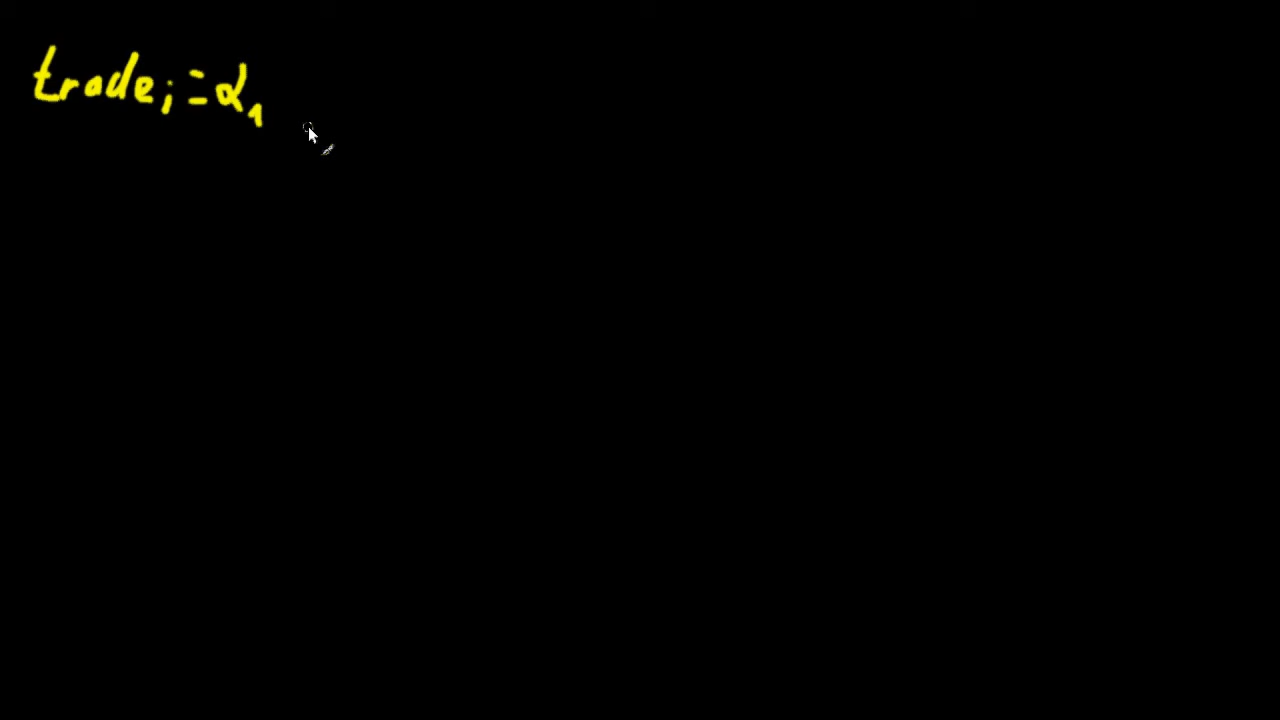 tradeᵢ = α₁